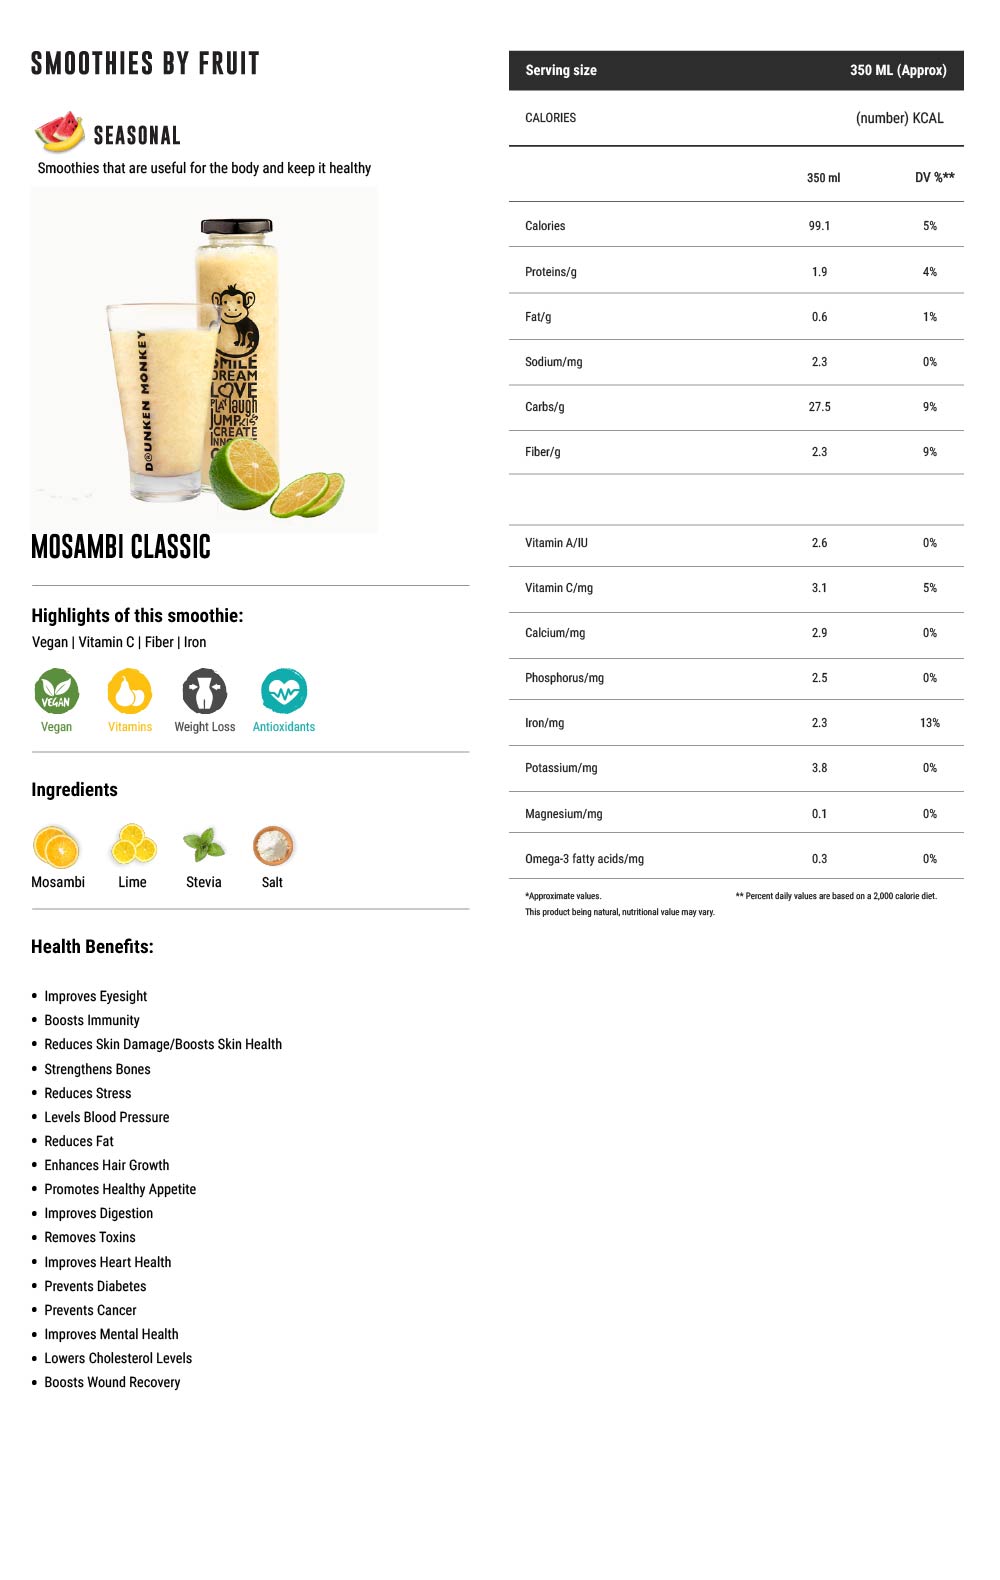 SMOOTHIES BY FRUIT
SEASONAL
Smoothies that are useful for the body and keep it healthy
DRUNKEN MONKEY
SMILE
DREAM
LOVE
PLAY laugh
JUMP
CREATE
MOSAMBI CLASSIC
Highlights of this smoothie:
Vegan | Vitamin C | Fiber | Iron
VEGAN
Vegan Vitamins Weight Loss Antioxidants
Ingredients
Mosambi Lime Stevia Salt
Health Benefits:
• Improves Eyesight
• Boosts Immunity
• Reduces Skin Damage/Boosts Skin Health
• Strengthens Bones
• Reduces Stress
• Levels Blood Pressure
• Reduces Fat
• Enhances Hair Growth
• Promotes Healthy Appetite
• Improves Digestion
• Removes Toxins
• Improves Heart Health
• Prevents Diabetes
• Prevents Cancer
• Improves Mental Health
• Lowers Cholesterol Levels
• Boosts Wound Recovery
Serving size 350 ML (Approx)
CALORIES (number) KCAL
350 ml DV %**
Calories 99.1 5%
Proteins/g 1.9 4%
Fat/g 0.6 1%
Sodium/mg 2.3 0%
Carbs/g 27.5 9%
Fiber/g 2.3 9%
Vitamin A/IU 2.6 0%
Vitamin C/mg 3.1 5%
Calcium/mg 2.9 0%
Phosphorus/mg 2.5 0%
Iron/mg 2.3 13%
Potassium/mg 3.8 0%
Magnesium/mg 0.1 0%
Omega-3 fatty acids/mg 0.3 0%
*Approximate values. ** Percent daily values are based on a 2,000 calorie diet.
This product being natural, nutritional value may vary.